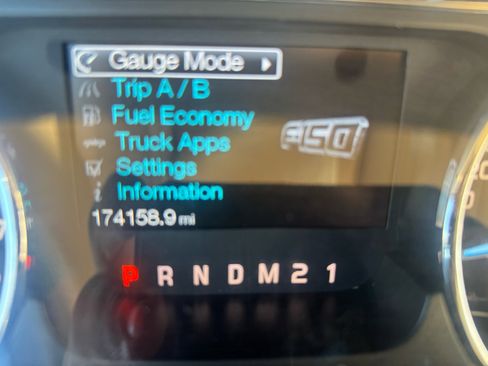 Gauge Mode
Trip A / B
Fuel Economy
Truck Apps
Settings
Information
174158.9 mi
F150
P R N D M 2 1